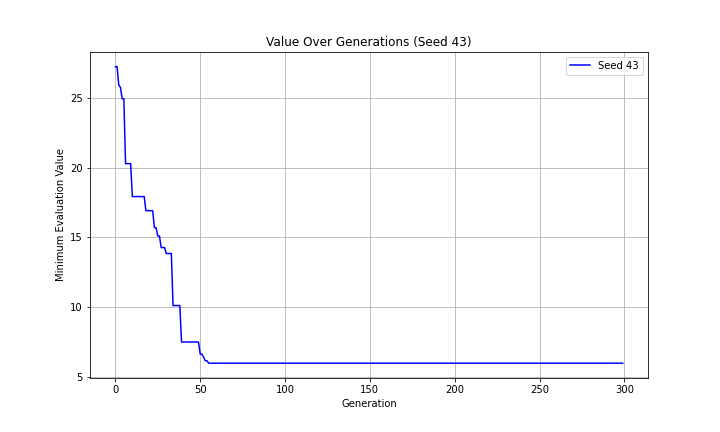 Value Over Generations (Seed 43)
Seed 43
Minimum Evaluation Value
25
20
15
10
5
0 50 100 150 200 250 300
Generation